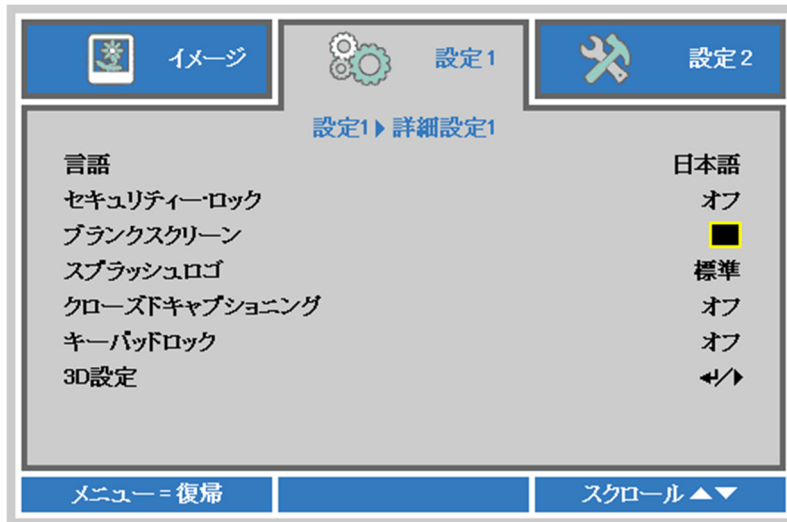 イメージ
設定1
設定2
設定1▶詳細設定1
言語 日本語
セキュリティー・ロック オフ
ブランクスクリーン
スプラッシュロゴ 標準
クローズドキャプショニング オフ
キーパッドロック オフ
3D設定 ↵/▶
メニュー=復帰
スクロール▲▼